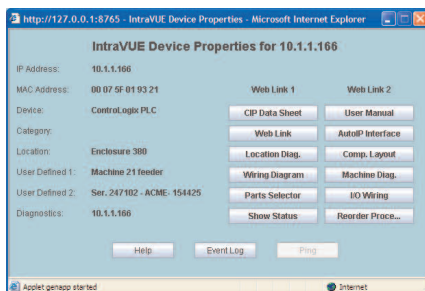 http://127.0.0.1:8765 - IntraVUE Device Properties - Microsoft Internet Explorer
IntraVUE Device Properties for 10.1.1.166
IP Address: 10.1.1.166
MAC Address: 00 07 5F 01 93 21 Web Link 1 Web Link 2
Device: ControLogix PLC CIP Data Sheet User Manual
Category: Web Link AutoIP Interface
Location: Enclosure 380 Location Diag. Comp. Layout
User Defined 1: Machine 21 feeder Wiring Diagram Machine Diag.
User Defined 2: Ser. 247102 - ACME- 154425 Parts Selector I/O Wiring
Diagnostics: 10.1.1.166 Show Status Reorder Proce...
Help Event Log Ping
Applet genapp started Internet